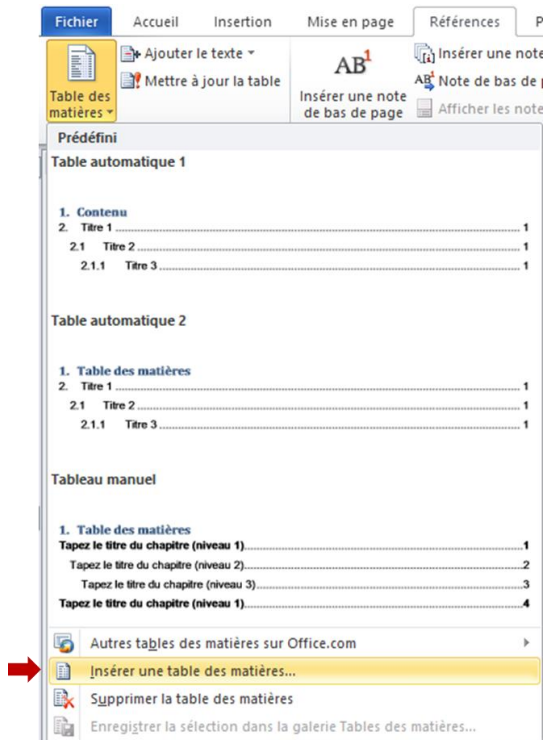 Fichier Accueil Insertion Mise en page Références P
Ajouter le texte
Mettre à jour la table
Table des
matières
AB1
Insérer une note
de bas de page
Insérer une note
AB1 Note de bas de p
Afficher les note
Prédéfini
Table automatique 1
1. Contenu
2. Titre 1 ........ 1
2.1 Titre 2 ........ 1
2.1.1 Titre 3 ........ 1
Table automatique 2
1. Table des matières
2. Titre 1 ........ 1
2.1 Titre 2 ........ 1
2.1.1 Titre 3 ........ 1
Tableau manuel
1. Table des matières
Tapez le titre du chapitre (niveau 1)........1
Tapez le titre du chapitre (niveau 2)........2
Tapez le titre du chapitre (niveau 3)........3
Tapez le titre du chapitre (niveau 1)........4
Autres tables des matières sur Office.com
Insérer une table des matières...
Supprimer la table des matières
Enregistrer la sélection dans la galerie Tables des matières...